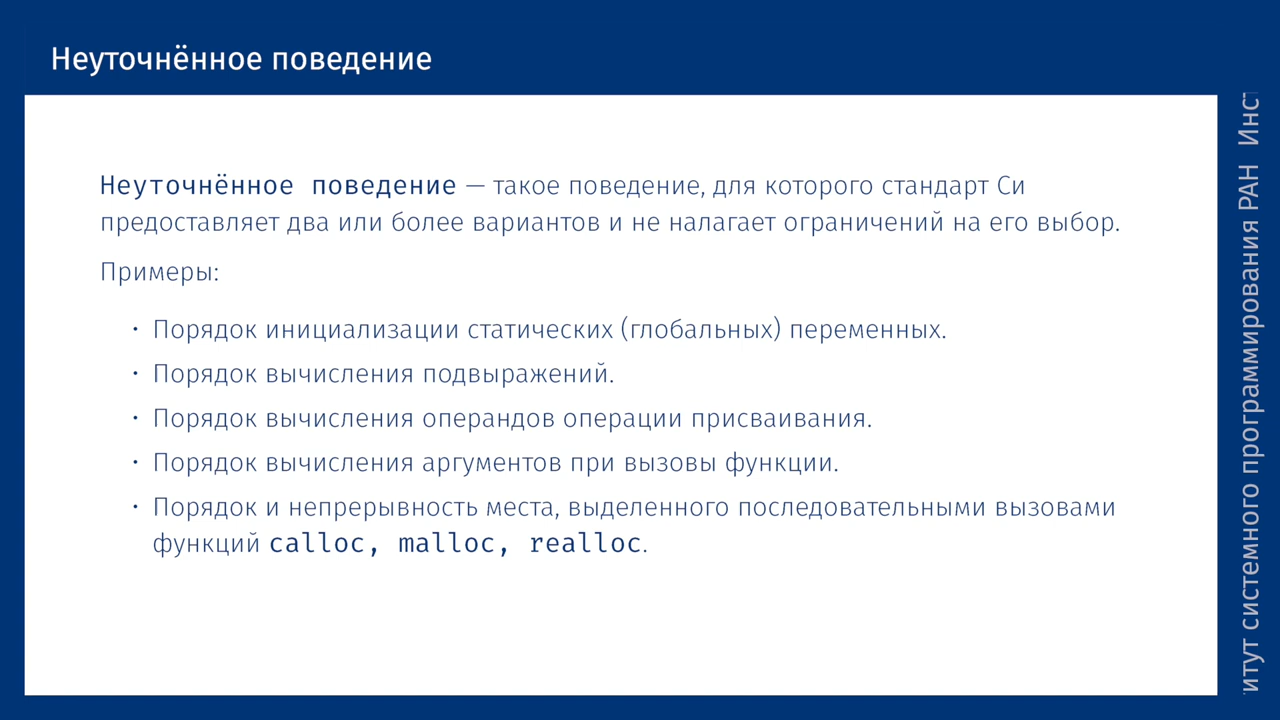 Неуточнённое поведение
Неуточнённое поведение — такое поведение, для которого стандарт Си
предоставляет два или более вариантов и не налагает ограничений на его выбор.
Примеры:
• Порядок инициализации статических (глобальных) переменных.
• Порядок вычисления подвыражений.
• Порядок вычисления операндов операции присваивания.
• Порядок вычисления аргументов при вызовы функции.
• Порядок и непрерывность места, выделенного последовательными вызовами
функций calloc, malloc, realloc.
итут системного программирования РАН Инст